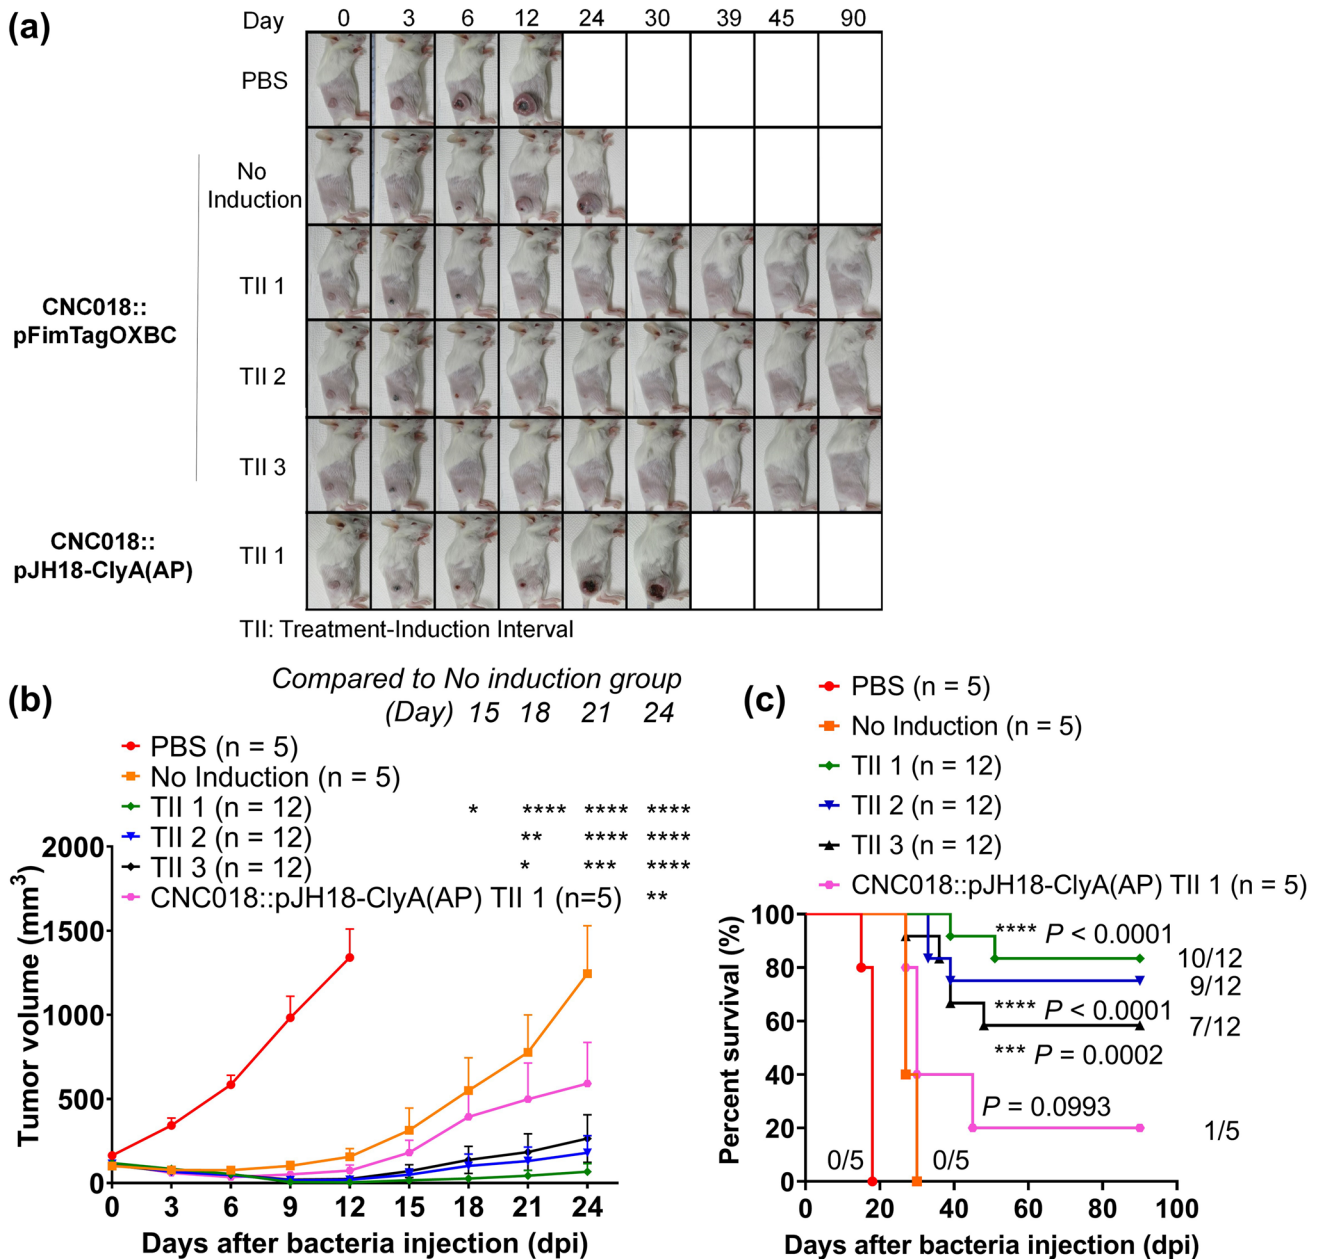 (a)
Day 0 3 6 12 24 30 39 45 90
PBS
No
Induction
TII 1
CNC018::
pFimTagOXBC
TII 2
TII 3
CNC018::
pJH18-ClyA(AP)
TII 1
TII: Treatment-Induction Interval
(b)
Compared to No induction group
(Day) 15 18 21 24
PBS (n = 5)
No Induction (n = 5)
TII 1 (n = 12) * **** **** ****
TII 2 (n = 12) ** **** ****
TII 3 (n = 12) * *** ****
CNC018::pJH18-ClyA(AP) TII 1 (n=5) **
Tumor volume (mm³)
2000
1500
1000
500
0
0 3 6 9 12 15 18 21 24
Days after bacteria injection (dpi)
(c)
PBS (n = 5)
No Induction (n = 5)
TII 1 (n = 12)
TII 2 (n = 12)
TII 3 (n = 12)
CNC018::pJH18-ClyA(AP) TII 1 (n = 5)
Percent survival (%)
100
80
60
40
20
0
**** P < 0.0001
10/12
9/12
**** P < 0.0001
7/12
*** P = 0.0002
P = 0.0993
1/5
0/5
0/5
0 20 40 60 80 100
Days after bacteria injection (dpi)